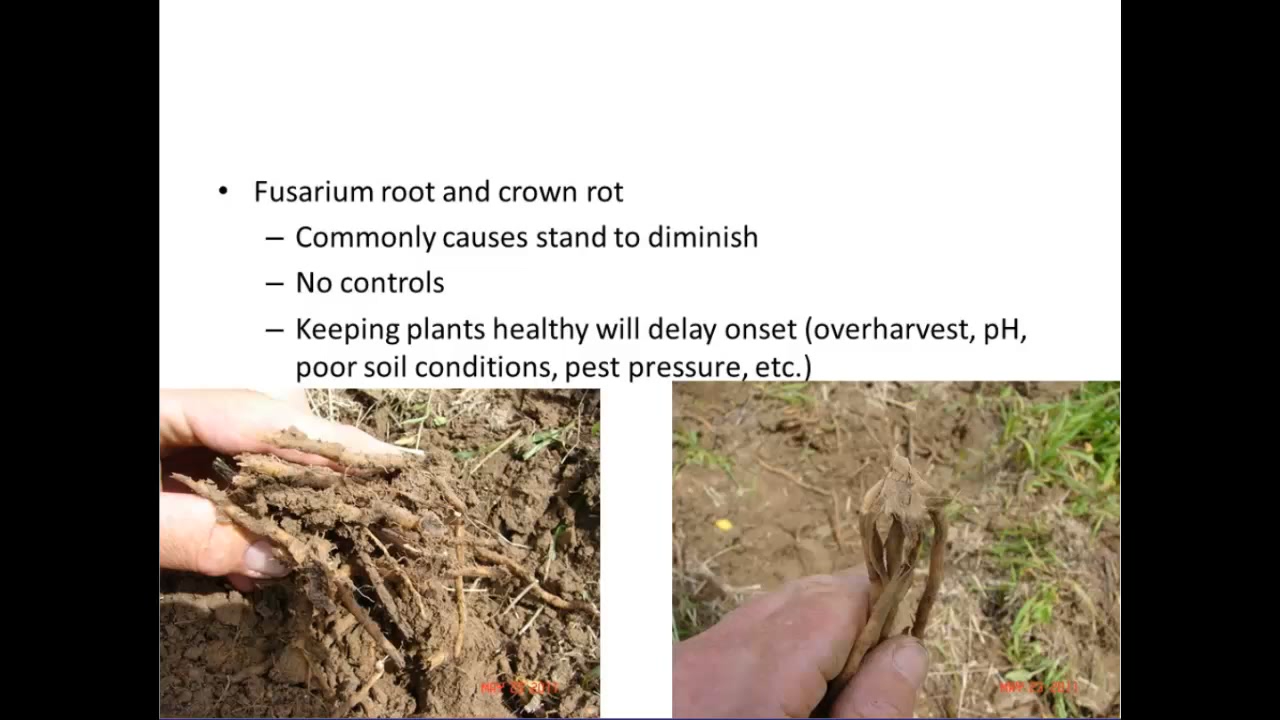 • Fusarium root and crown rot
– Commonly causes stand to diminish
– No controls
– Keeping plants healthy will delay onset (overharvest, pH,
poor soil conditions, pest pressure, etc.)